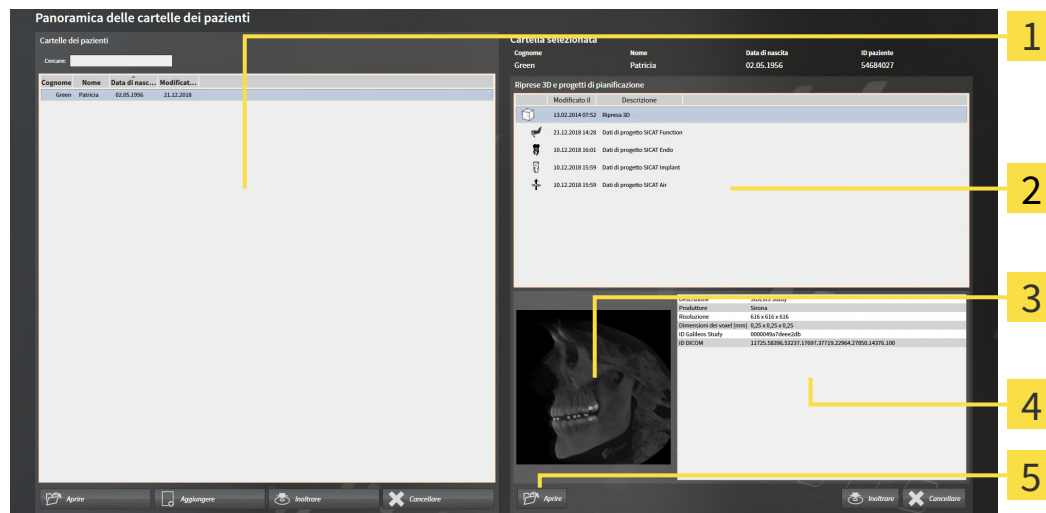 Panoramica delle cartelle dei pazienti
Cartelle dei pazienti
Cercare:
Cognome Nome Data di nasc... Modificat...
Green Patricia 02.05.1956 21.12.2018
Aprire Aggiungere Inoltrare Cancellare
Cartella selezionata
Cognome Nome Data di nascita ID paziente
Green Patricia 02.05.1956 54684027
Riprese 3D e progetti di pianificazione
Modificato il Descrizione
13.02.2014 07:52 Ripresa 3D
21.12.2018 14:28 Dati di progetto SICAT Function
10.12.2018 16:01 Dati di progetto SICAT Endo
10.12.2018 15:59 Dati di progetto SICAT Implant
10.12.2018 15:59 Dati di progetto SICAT Air
Descrizione SIDEXIS Study
Produttore Sirona
Risoluzione 616 x 616 x 616
Dimensioni dei voxel [mm] 0,25 x 0,25 x 0,25
ID Galileos Study 0000049a7deee2db
ID DICOM 11725.58396.53237.17697.37719.22964.27850.14376.100
Aprire Inoltrare Cancellare
1
2
3
4
5